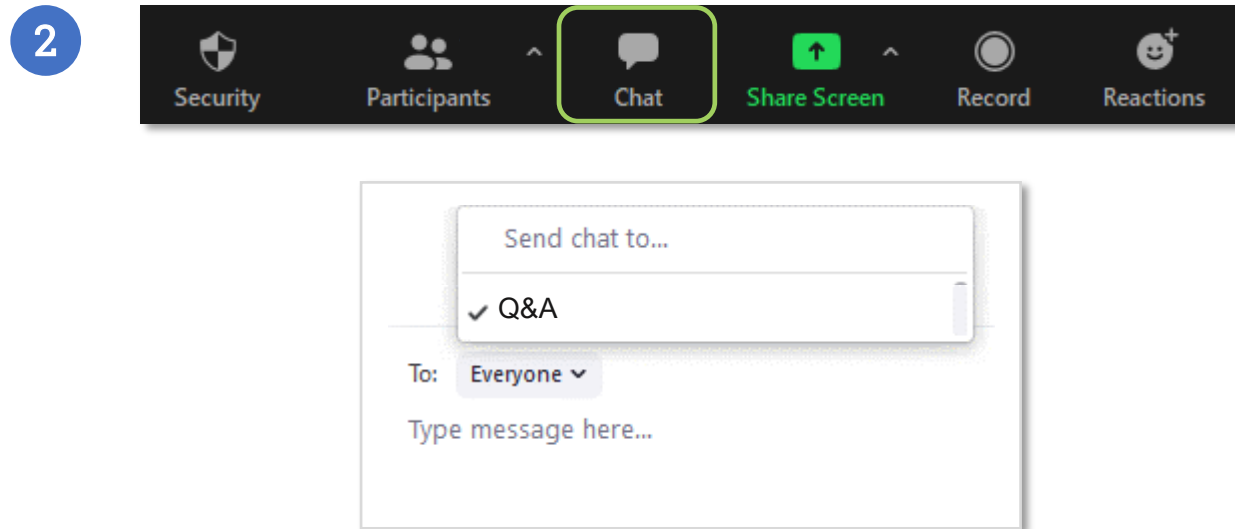 2
Security Participants Chat Share Screen Record Reactions
Send chat to...
Q&A
To: Everyone
Type message here...